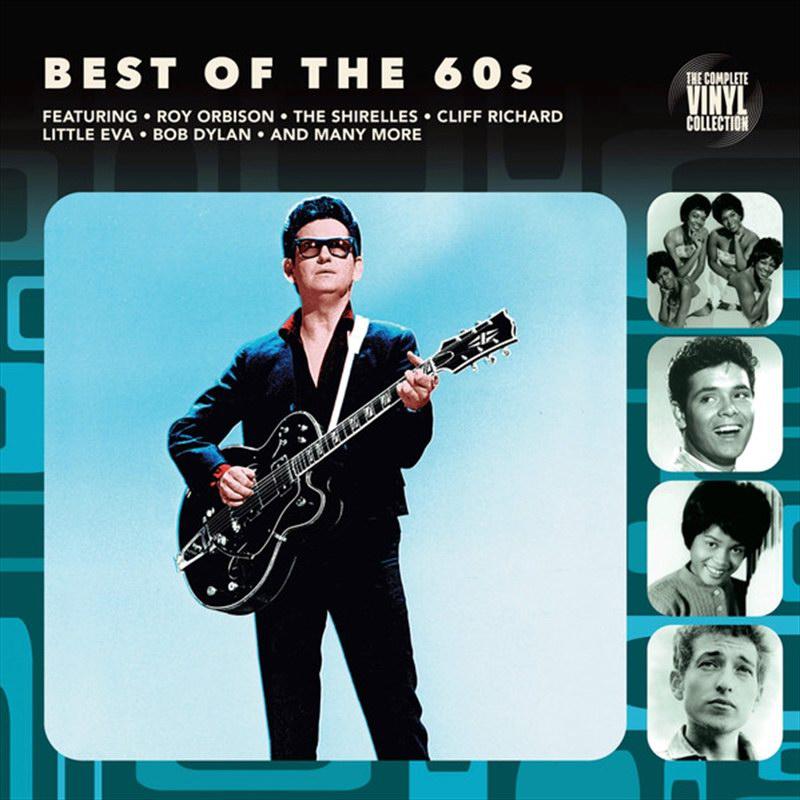 BEST OF THE 60s
FEATURING • ROY ORBISON • THE SHIRELLES • CLIFF RICHARD
LITTLE EVA • BOB DYLAN • AND MANY MORE
THE COMPLETE
VINYL
COLLECTION